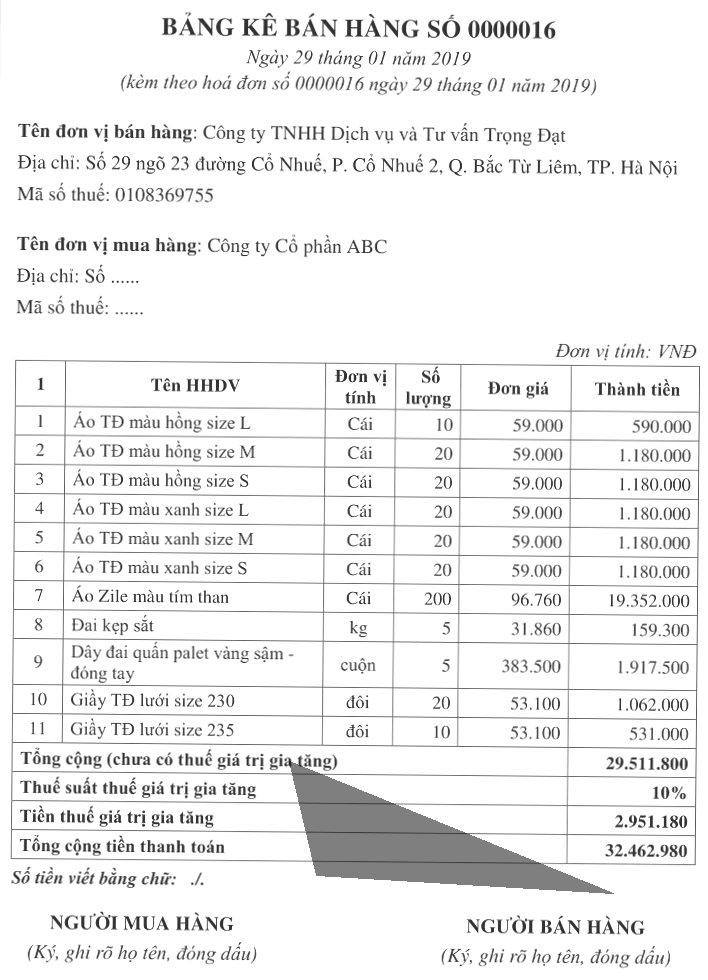 BẢNG KÊ BÁN HÀNG SỐ 0000016
Ngày 29 tháng 01 năm 2019
(kèm theo hoá đơn số 0000016 ngày 29 tháng 01 năm 2019)
Tên đơn vị bán hàng: Công ty TNHH Dịch vụ và Tư vấn Trọng Đạt
Địa chỉ: Số 29 ngõ 23 đường Cổ Nhuế, P. Cổ Nhuế 2, Q. Bắc Từ Liêm, TP. Hà Nội
Mã số thuế: 0108369755
Tên đơn vị mua hàng: Công ty Cổ phần ABC
Địa chỉ: Số ......
Mã số thuế: ......
Đơn vị tính: VNĐ
1 Tên HHDV Đơn vị tính Số lượng Đơn giá Thành tiền
1 Áo TĐ màu hồng size L Cái 10 59.000 590.000
2 Áo TĐ màu hồng size M Cái 20 59.000 1.180.000
3 Áo TĐ màu hồng size S Cái 20 59.000 1.180.000
4 Áo TĐ màu xanh size L Cái 20 59.000 1.180.000
5 Áo TĐ màu xanh size M Cái 20 59.000 1.180.000
6 Áo TĐ màu xanh size S Cái 20 59.000 1.180.000
7 Áo Zile màu tím than Cái 200 96.760 19.352.000
8 Đai kẹp sắt kg 5 31.860 159.300
9 Dây đai quấn palet vàng sậm - đóng tay cuộn 5 383.500 1.917.500
10 Giầy TĐ lưới size 230 đôi 20 53.100 1.062.000
11 Giầy TĐ lưới size 235 đôi 10 53.100 531.000
Tổng cộng (chưa có thuế giá trị gia tăng) 29.511.800
Thuế suất thuế giá trị gia tăng 10%
Tiền thuế giá trị gia tăng 2.951.180
Tổng cộng tiền thanh toán 32.462.980
Số tiền viết bằng chữ: ./.
NGƯỜI MUA HÀNG NGƯỜI BÁN HÀNG
(Ký, ghi rõ họ tên, đóng dấu) (Ký, ghi rõ họ tên, đóng dấu)